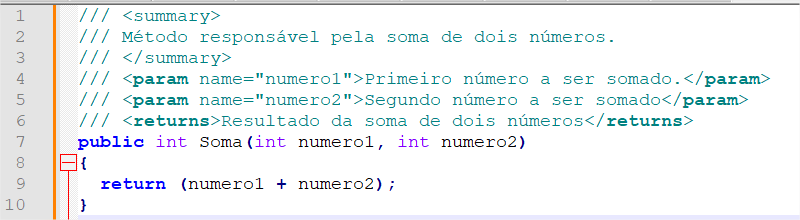 1 /// <summary>
2 /// Método responsável pela soma de dois números.
3 /// </summary>
4 /// <param name="numero1">Primeiro número a ser somado.</param>
5 /// <param name="numero2">Segundo número a ser somado</param>
6 /// <returns>Resultado da soma de dois números</returns>
7 public int Soma(int numero1, int numero2)
8 {
9 return (numero1 + numero2);
10 }